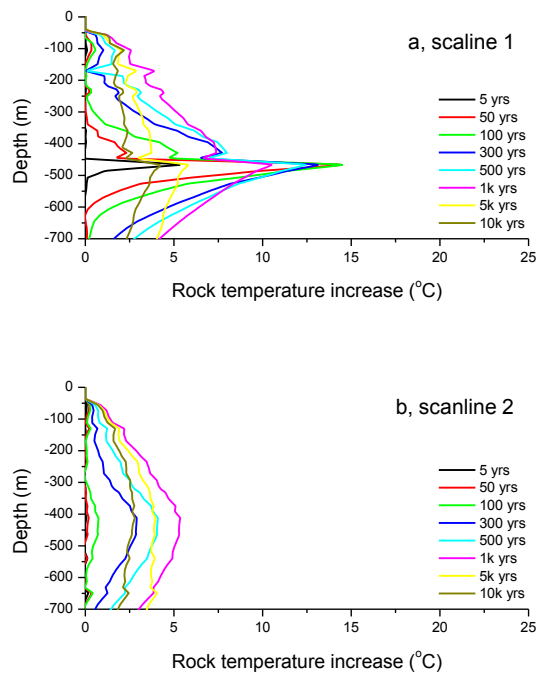 a, scaline 1
0
-100
-200
-300
-400
-500
-600
-700
Depth (m)
5 yrs
50 yrs
100 yrs
300 yrs
500 yrs
1k yrs
5k yrs
10k yrs
0 5 10 15 20 25
Rock temperature increase (°C)
b, scanline 2
0
-100
-200
-300
-400
-500
-600
-700
Depth (m)
5 yrs
50 yrs
100 yrs
300 yrs
500 yrs
1k yrs
5k yrs
10k yrs
0 5 10 15 20 25
Rock temperature increase (°C)